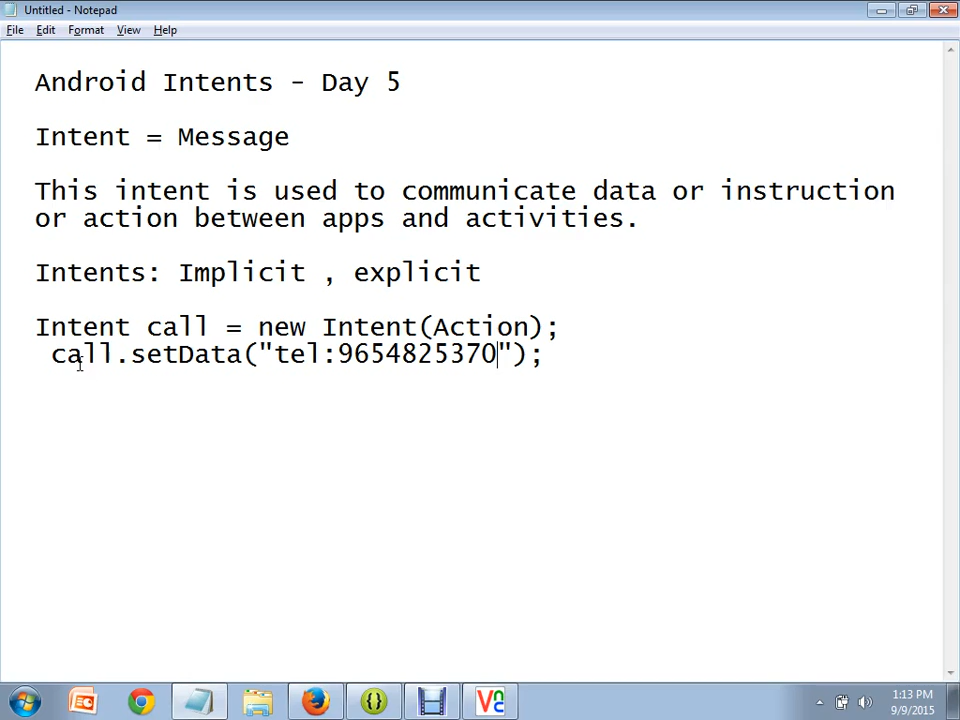 Untitled - Notepad
File Edit Format View Help
Android Intents - Day 5
Intent = Message
This intent is used to communicate data or instruction
or action between apps and activities.
Intents: Implicit , explicit
Intent call = new Intent(Action);
call.setData("tel:9654825370");
1:13 PM
9/9/2015